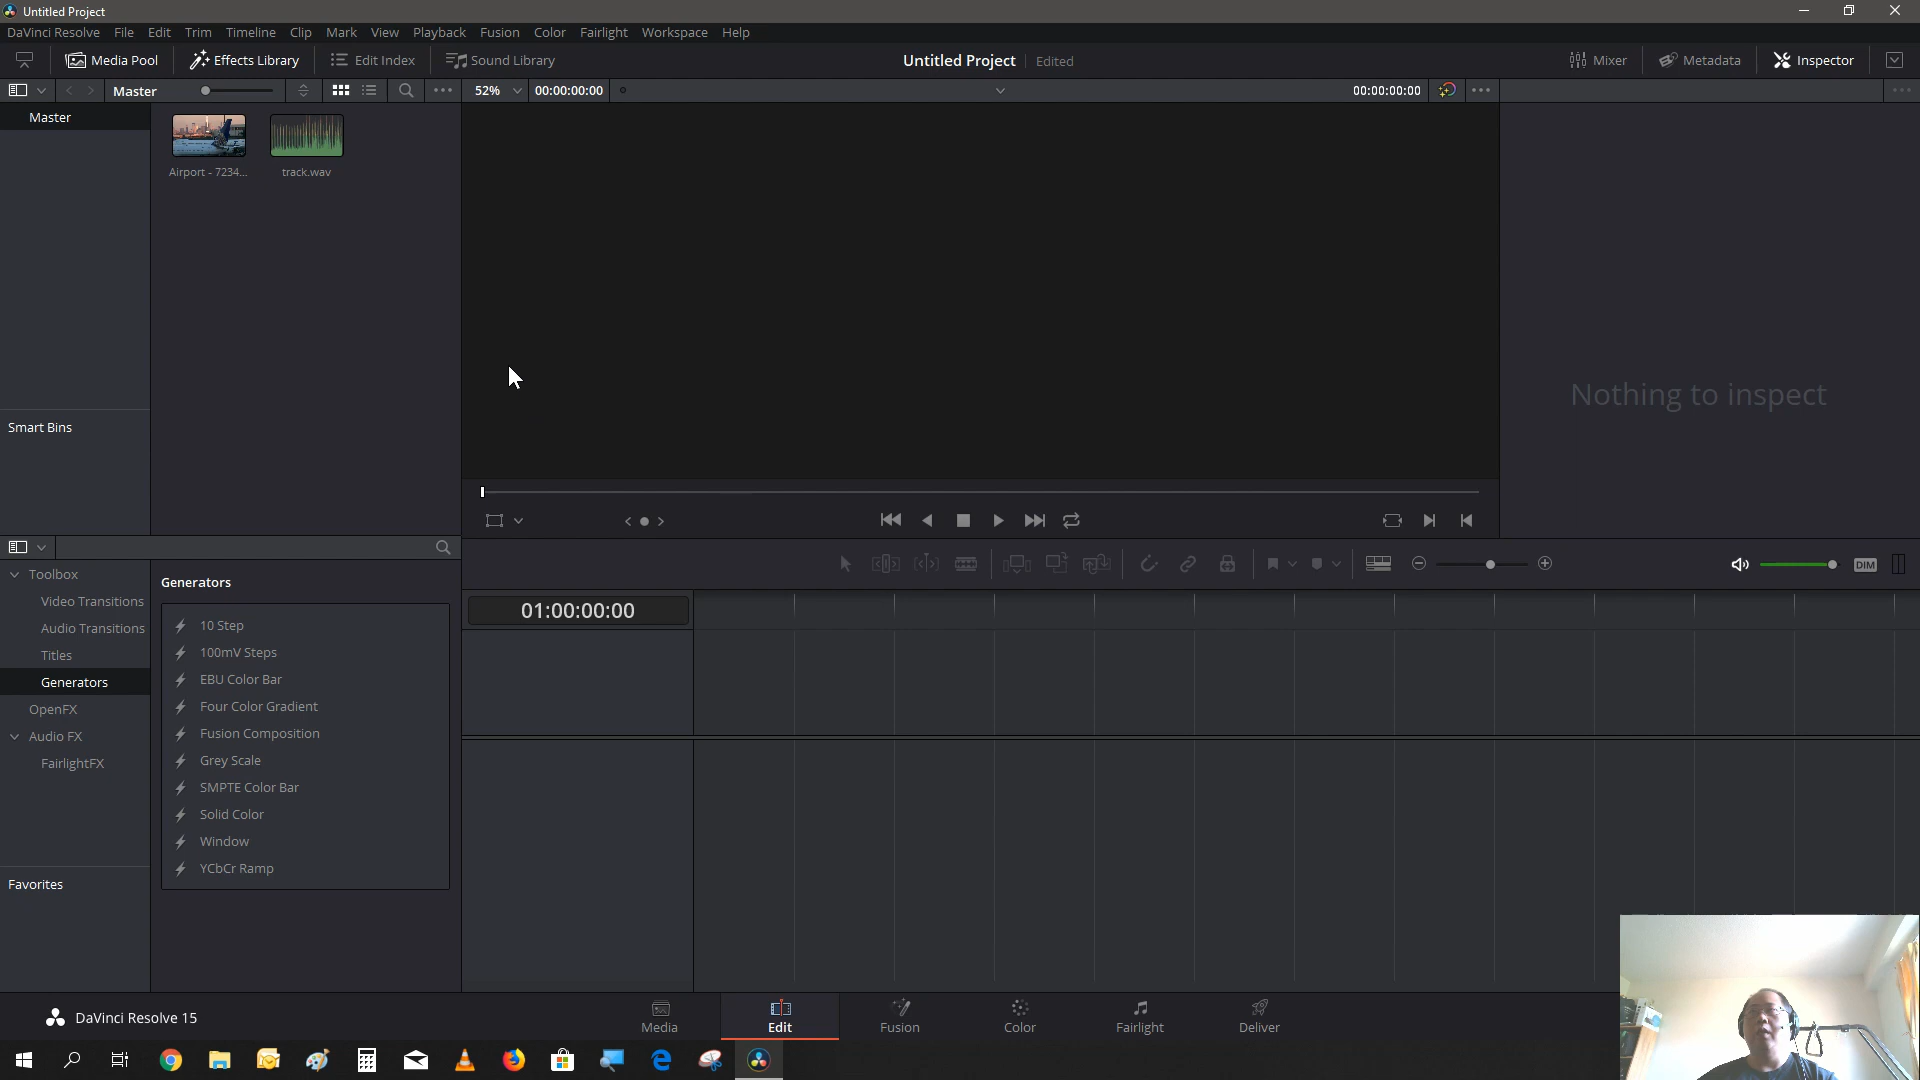 Untitled Project
DaVinci Resolve File Edit Trim Timeline Clip Mark View Playback Fusion Color Fairlight Workspace Help
Media Pool Effects Library Edit Index Sound Library Untitled Project Edited Mixer Metadata Inspector
Master 52% 00:00:00:00 00:00:00:00
Master
Airport - 7234... track.wav
Nothing to inspect
Smart Bins
Toolbox
Video Transitions
Audio Transitions
Titles
Generators
OpenFX
Audio FX
FairlightFX
Favorites
Generators
10 Step
100mV Steps
EBU Color Bar
Four Color Gradient
Fusion Composition
Grey Scale
SMPTE Color Bar
Solid Color
Window
YCbCr Ramp
DIM
01:00:00:00
DaVinci Resolve 15
Media Edit Fusion Color Fairlight Deliver